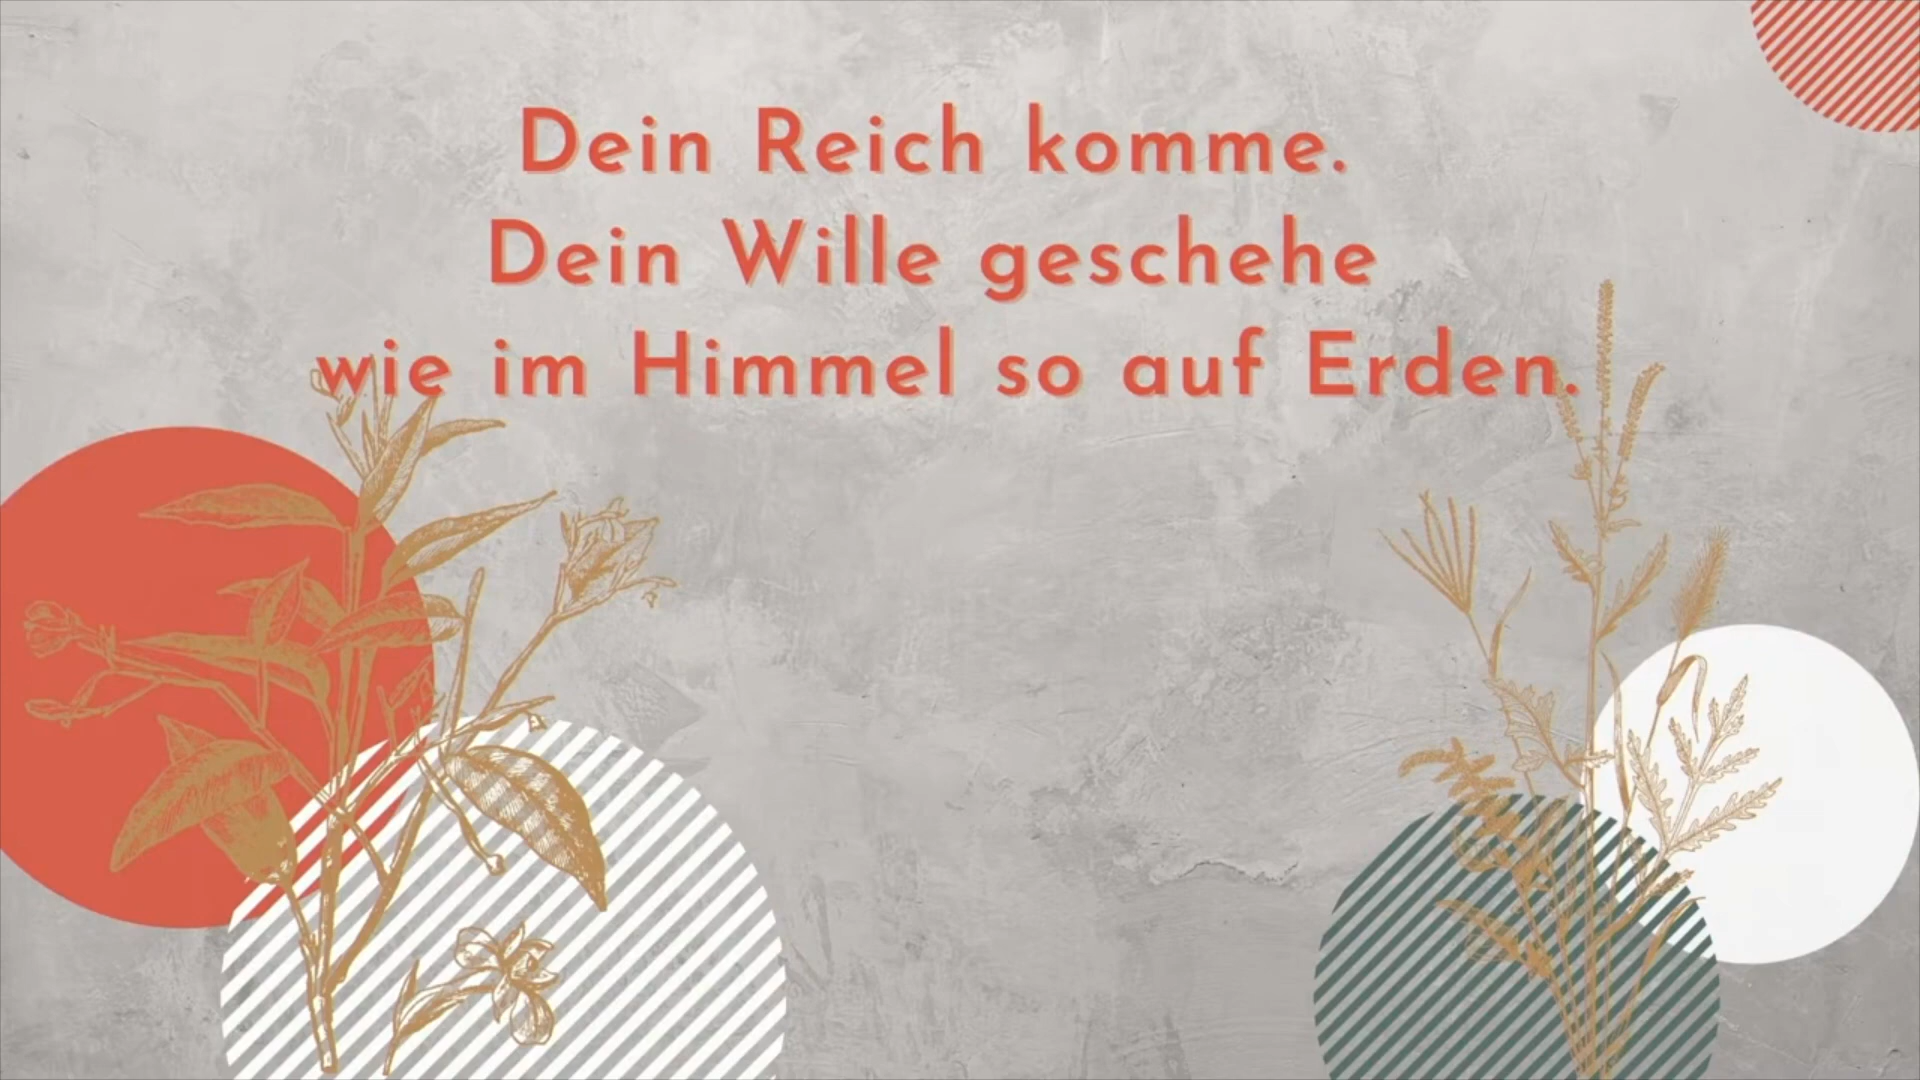 Dein Reich komme.
Dein Wille geschehe
wie im Himmel so auf Erden.